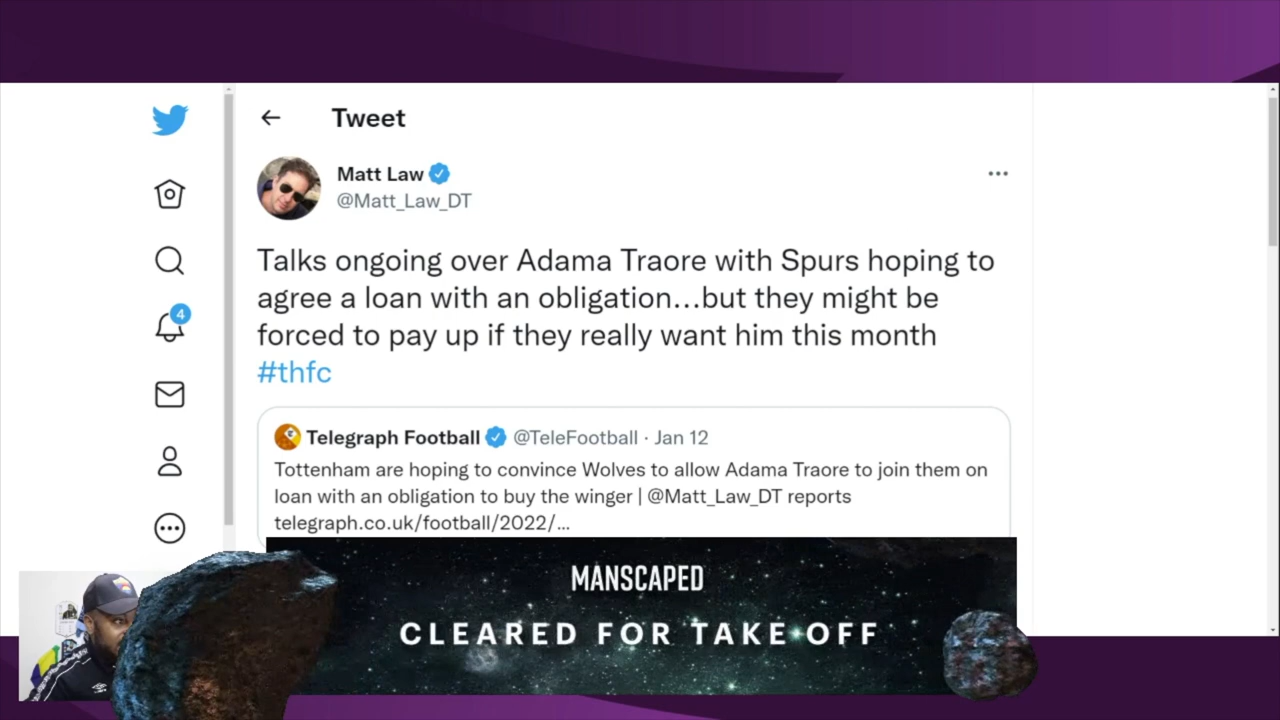 Tweet
Matt Law
@Matt_Law_DT
Talks ongoing over Adama Traore with Spurs hoping to
agree a loan with an obligation...but they might be
forced to pay up if they really want him this month
#thfc
4
Telegraph Football @TeleFootball · Jan 12
Tottenham are hoping to convince Wolves to allow Adama Traore to join them on
loan with an obligation to buy the winger | @Matt_Law_DT reports
telegraph.co.uk/football/2022/...
MANSCAPED
CLEARED FOR TAKE OFF